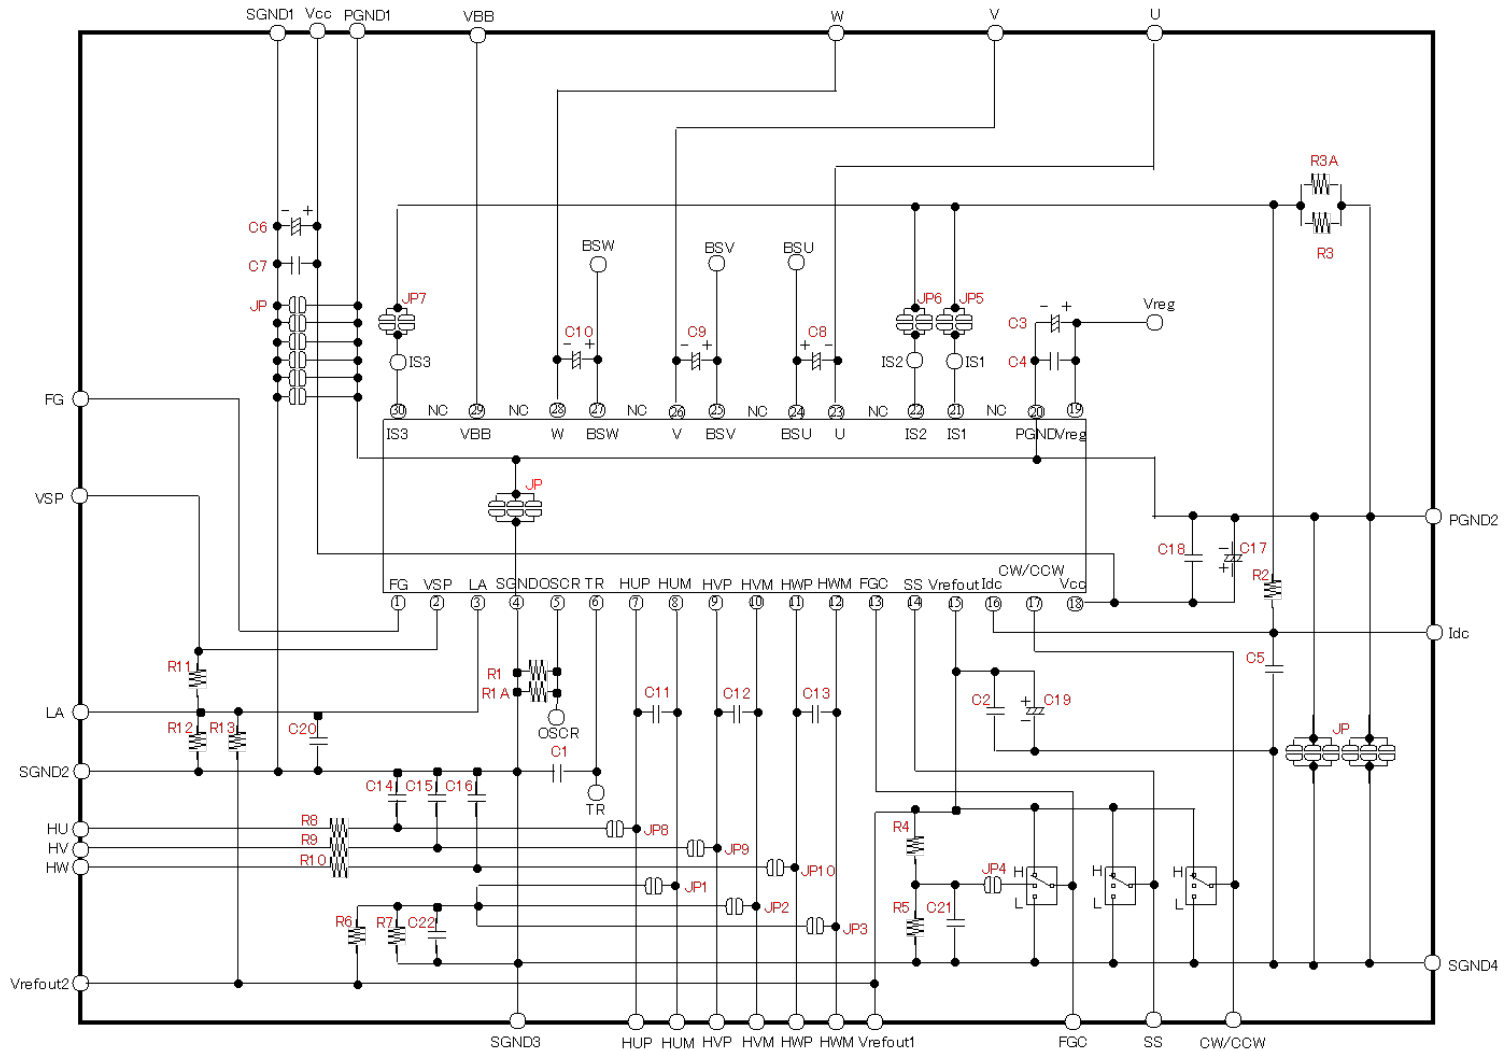 SGND1 Vcc PGND1 VBB W V U
R3A
C6
R3
BSW BSV BSU
C7
JP JP7 JP6 JP5 Vreg
C10 C9 C8 C3
IS3 IS2 IS1 C4
FG
30 NC 29 NC 28 27 NC 26 25 NC 24 23 NC 22 21 NC 20 19
IS3 VBB W BSW V BSV BSU U IS2 IS1 PGND Vreg
JP
VSP
PGND2
C18 C17
CW/CCW
R2
FG VSP LA SGND OSCR TR HUP HUM HVP HVM HWP HWM FGC SS Vrefout Idc Vcc
1 2 3 4 5 6 7 8 9 10 11 12 13 14 15 16 17 18
Idc
R11 R1 C5
R1A C11 C12 C13 C2 C19
LA
R12 R13 C20 OSCR JP
C1
SGND2
C14 C15 C16
TR
HU R8 JP8 R4
HV R9 JP9
HW R10 JP10 JP4 H H H
JP1
R6 R7 C22 JP2 R5 C21 L L L
JP3
SGND4
Vrefout2
SGND3 HUP HUM HVP HVM HWP HWM Vrefout1 FGC SS CW/CCW